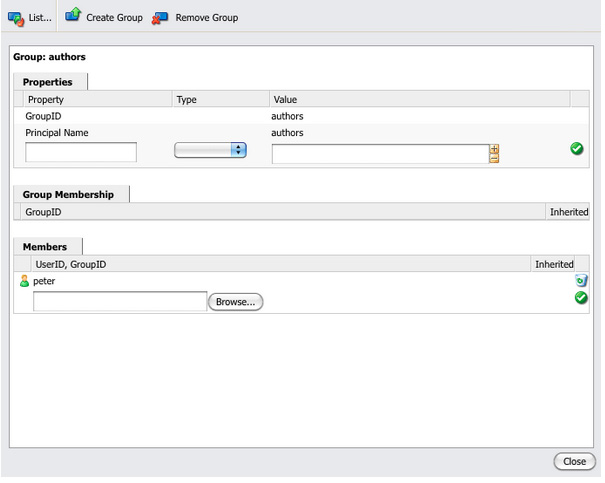 List... Create Group Remove Group
Group: authors
Properties
Property Type Value
GroupID authors
Principal Name authors
Group Membership
GroupID Inherited
Members
UserID, GroupID Inherited
peter
Browse...
Close